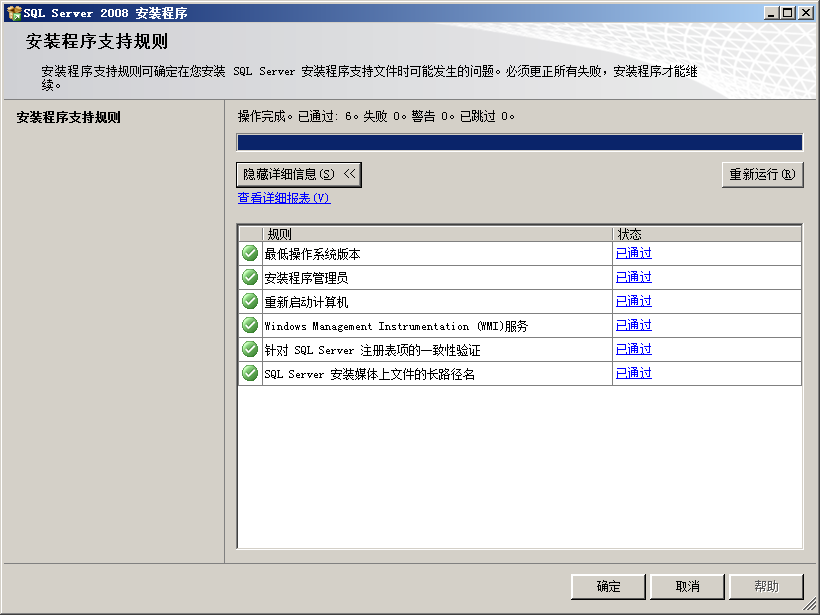 SQL Server 2008 安装程序
安装程序支持规则
安装程序支持规则可确定在您安装 SQL Server 安装程序支持文件时可能发生的问题。必须更正所有失败，安装程序才能继
续。
安装程序支持规则
操作完成。已通过: 6。失败 0。警告 0。已跳过 0。
隐藏详细信息(S) <<
重新运行(R)
查看详细报表(V)
规则 状态
最低操作系统版本 已通过
安装程序管理员 已通过
重新启动计算机 已通过
Windows Management Instrumentation (WMI)服务 已通过
针对 SQL Server 注册表项的一致性验证 已通过
SQL Server 安装媒体上文件的长路径名 已通过
确定 取消 帮助